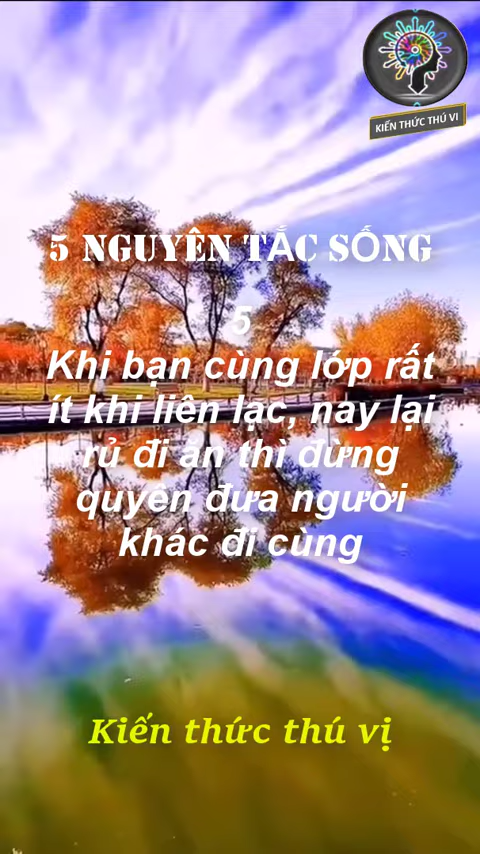 KIẾN THỨC THÚ VỊ
5 NGUYÊN TẮC SỐNG
5
Khi bạn cùng lớp rất
ít khi liên lạc, nay lại
rủ đi ăn thì đừng
quyên đưa người
khác đi cùng
Kiến thức thú vị